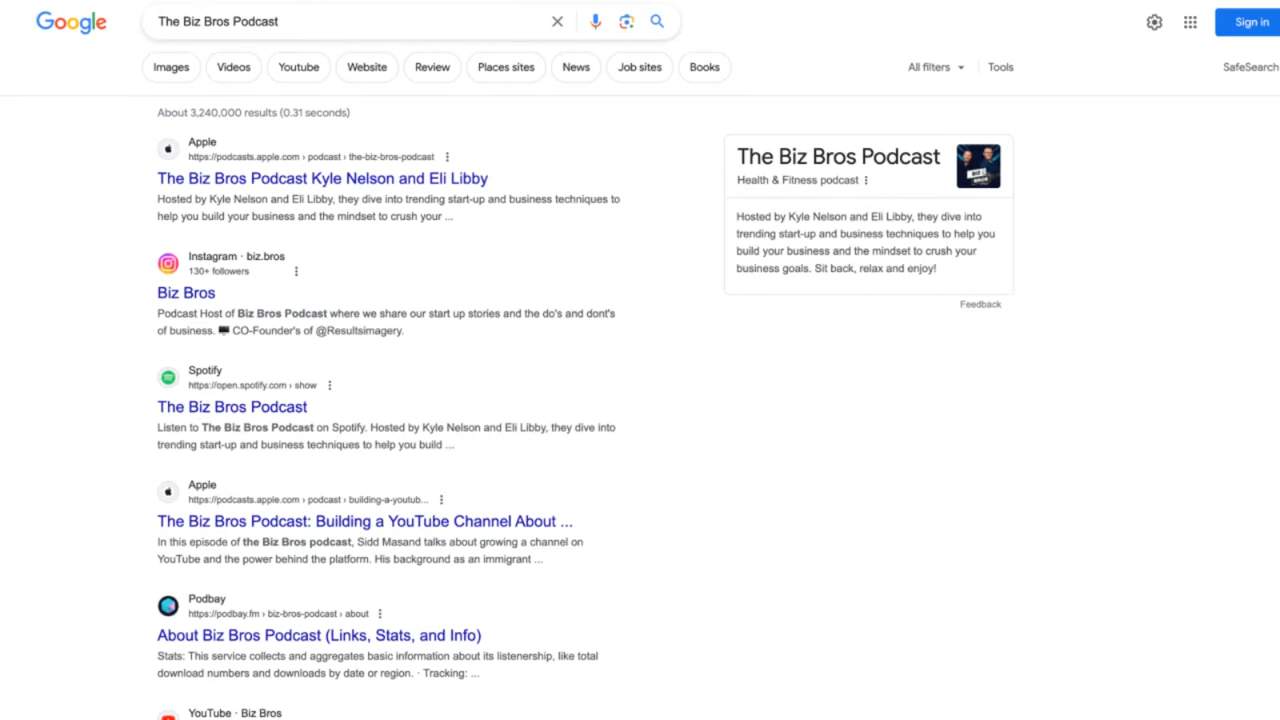 Google
The Biz Bros Podcast
Sign in
Images
Videos
Youtube
Website
Review
Places sites
News
Job sites
Books
All filters
Tools
SafeSearch
About 3,240,000 results (0.31 seconds)
Apple
https://podcasts.apple.com › podcast › the-biz-bros-podcast
The Biz Bros Podcast Kyle Nelson and Eli Libby
Hosted by Kyle Nelson and Eli Libby, they dive into trending start-up and business techniques to
help you build your business and the mindset to crush your ...
Instagram · biz.bros
130+ followers
Biz Bros
Podcast Host of Biz Bros Podcast where we share our start up stories and the do's and dont's
of business. 🖥️ CO-Founder's of @Resultsimagery.
Spotify
https://open.spotify.com › show
The Biz Bros Podcast
Listen to The Biz Bros Podcast on Spotify. Hosted by Kyle Nelson and Eli Libby, they dive into
trending start-up and business techniques to help you build ...
Apple
https://podcasts.apple.com › podcast › building-a-youtub...
The Biz Bros Podcast: Building a YouTube Channel About ...
In this episode of the Biz Bros podcast, Sidd Masand talks about growing a channel on
YouTube and the power behind the platform. His background as an immigrant ...
Podbay
https://podbay.fm › biz-bros-podcast › about
About Biz Bros Podcast (Links, Stats, and Info)
Stats: This service collects and aggregates basic information about its listenership, like total
download numbers and downloads by date or region. · Tracking: ...
YouTube · Biz Bros
The Biz Bros Podcast
Health & Fitness podcast
BIZ
BROS
Hosted by Kyle Nelson and Eli Libby, they dive into
trending start-up and business techniques to help you
build your business and the mindset to crush your
business goals. Sit back, relax and enjoy!
Feedback